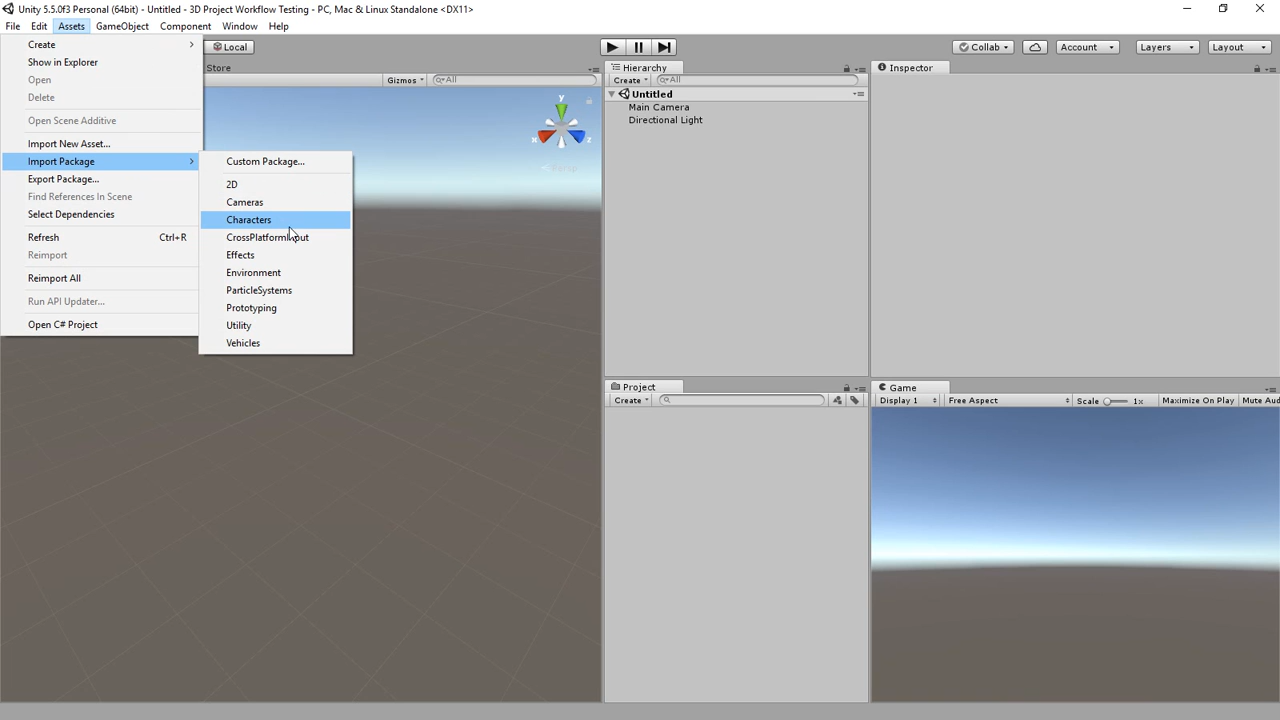 Unity 5.5.0f3 Personal (64bit) - Untitled - 3D Project Workflow Testing - PC, Mac & Linux Standalone <DX11>
File Edit Assets GameObject Component Window Help
Local
Collab
Account
Layers
Layout
Create
Show in Explorer
Open
Delete
Open Scene Additive
Import New Asset...
Import Package
Export Package...
Find References In Scene
Select Dependencies
Refresh Ctrl+R
Reimport
Reimport All
Run API Updater...
Open C# Project
Custom Package...
2D
Cameras
Characters
CrossPlatformInput
Effects
Environment
ParticleSystems
Prototyping
Utility
Vehicles
Store
Gizmos
All
y
x
z
Persp
Hierarchy
Create
All
Untitled
Main Camera
Directional Light
Inspector
Project
Create
Game
Display 1
Free Aspect
Scale 1x
Maximize On Play
Mute Aud